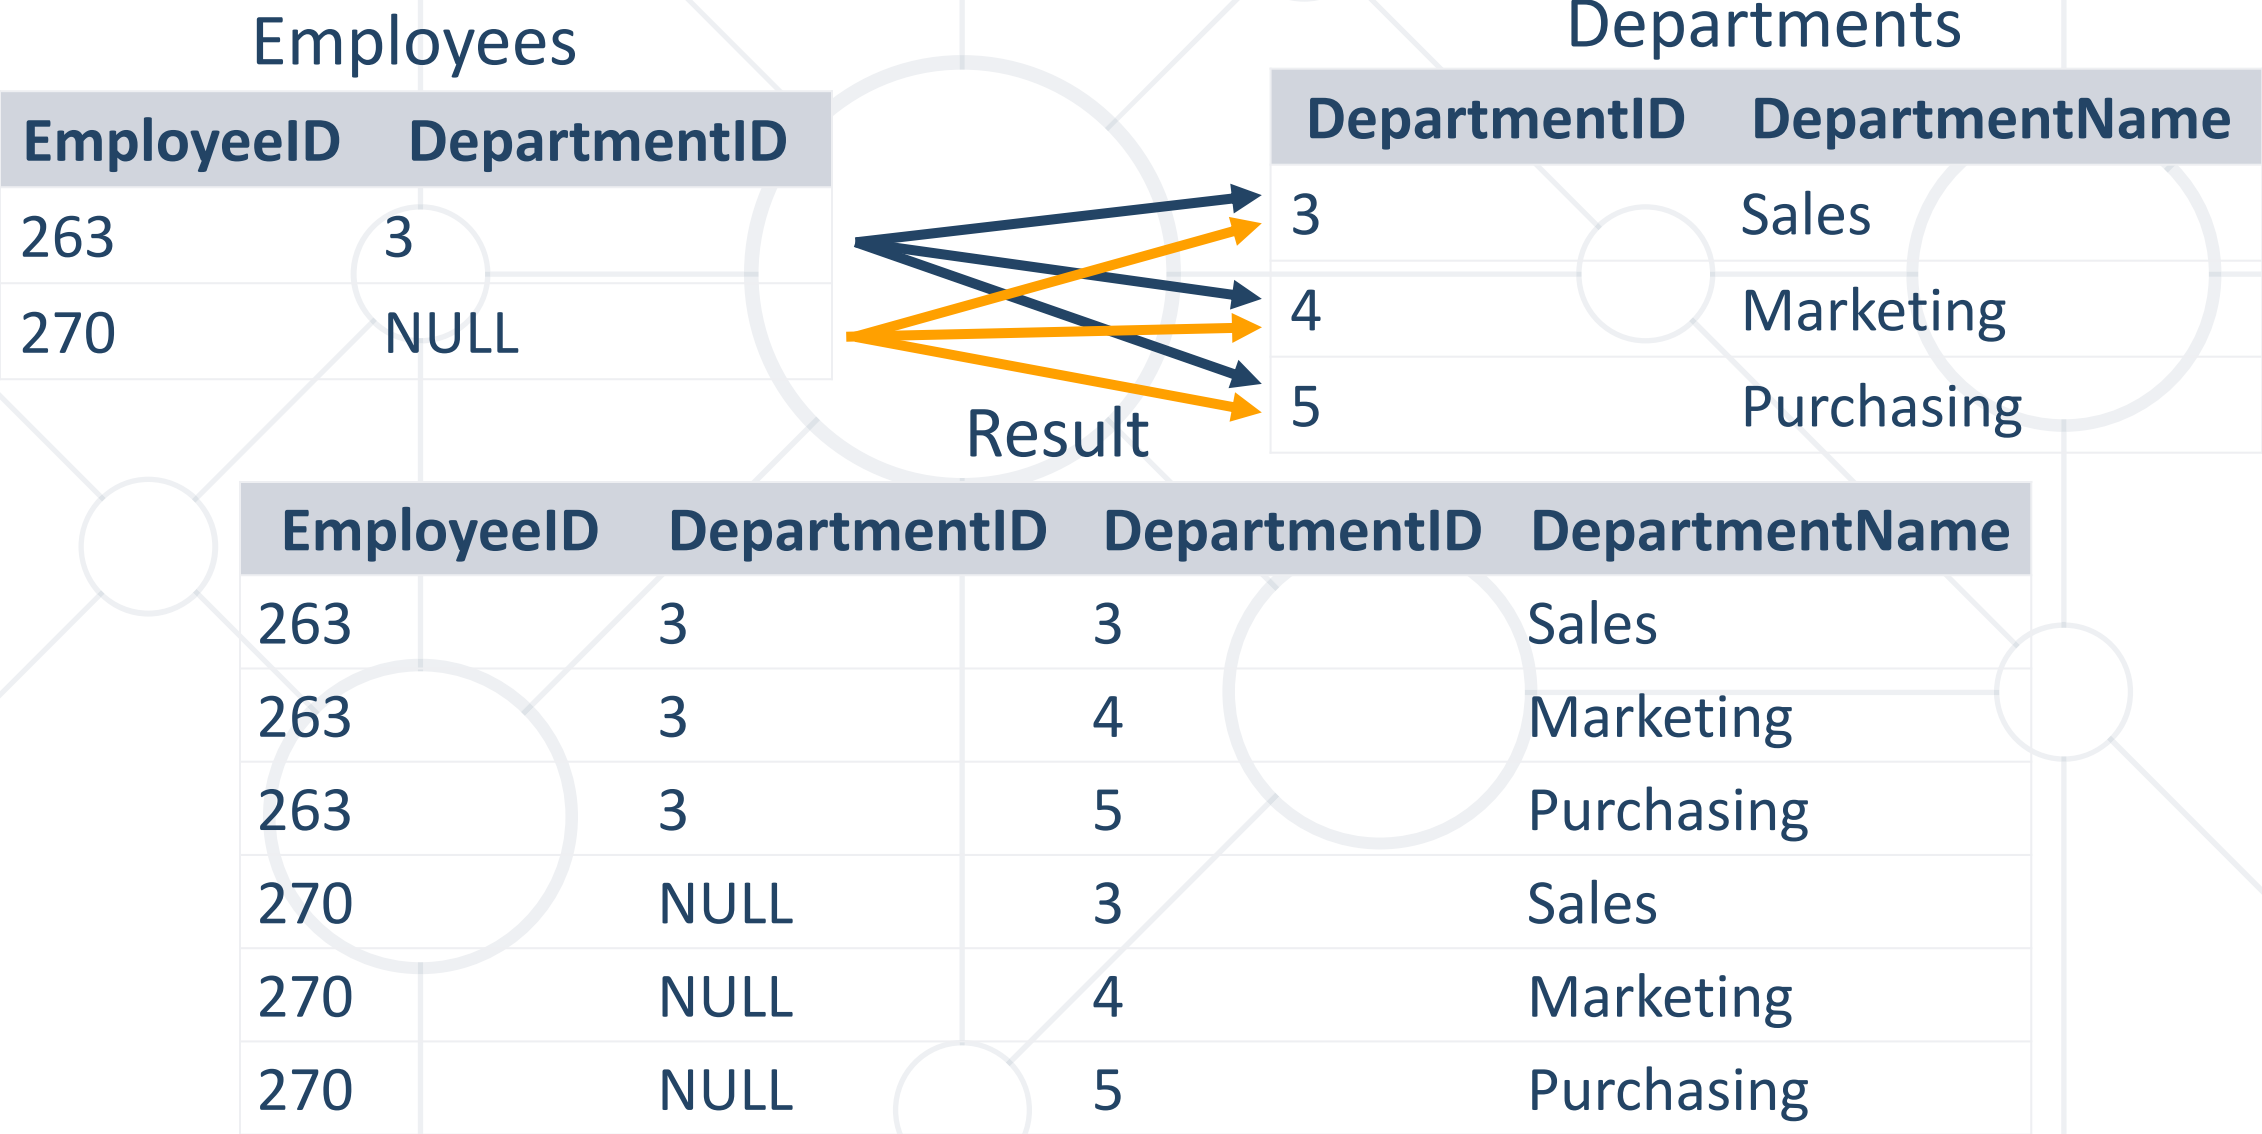 Employees
EmployeeID DepartmentID
263 3
270 NULL
Departments
DepartmentID DepartmentName
3 Sales
4 Marketing
5 Purchasing
Result
EmployeeID DepartmentID DepartmentID DepartmentName
263 3 3 Sales
263 3 4 Marketing
263 3 5 Purchasing
270 NULL 3 Sales
270 NULL 4 Marketing
270 NULL 5 Purchasing